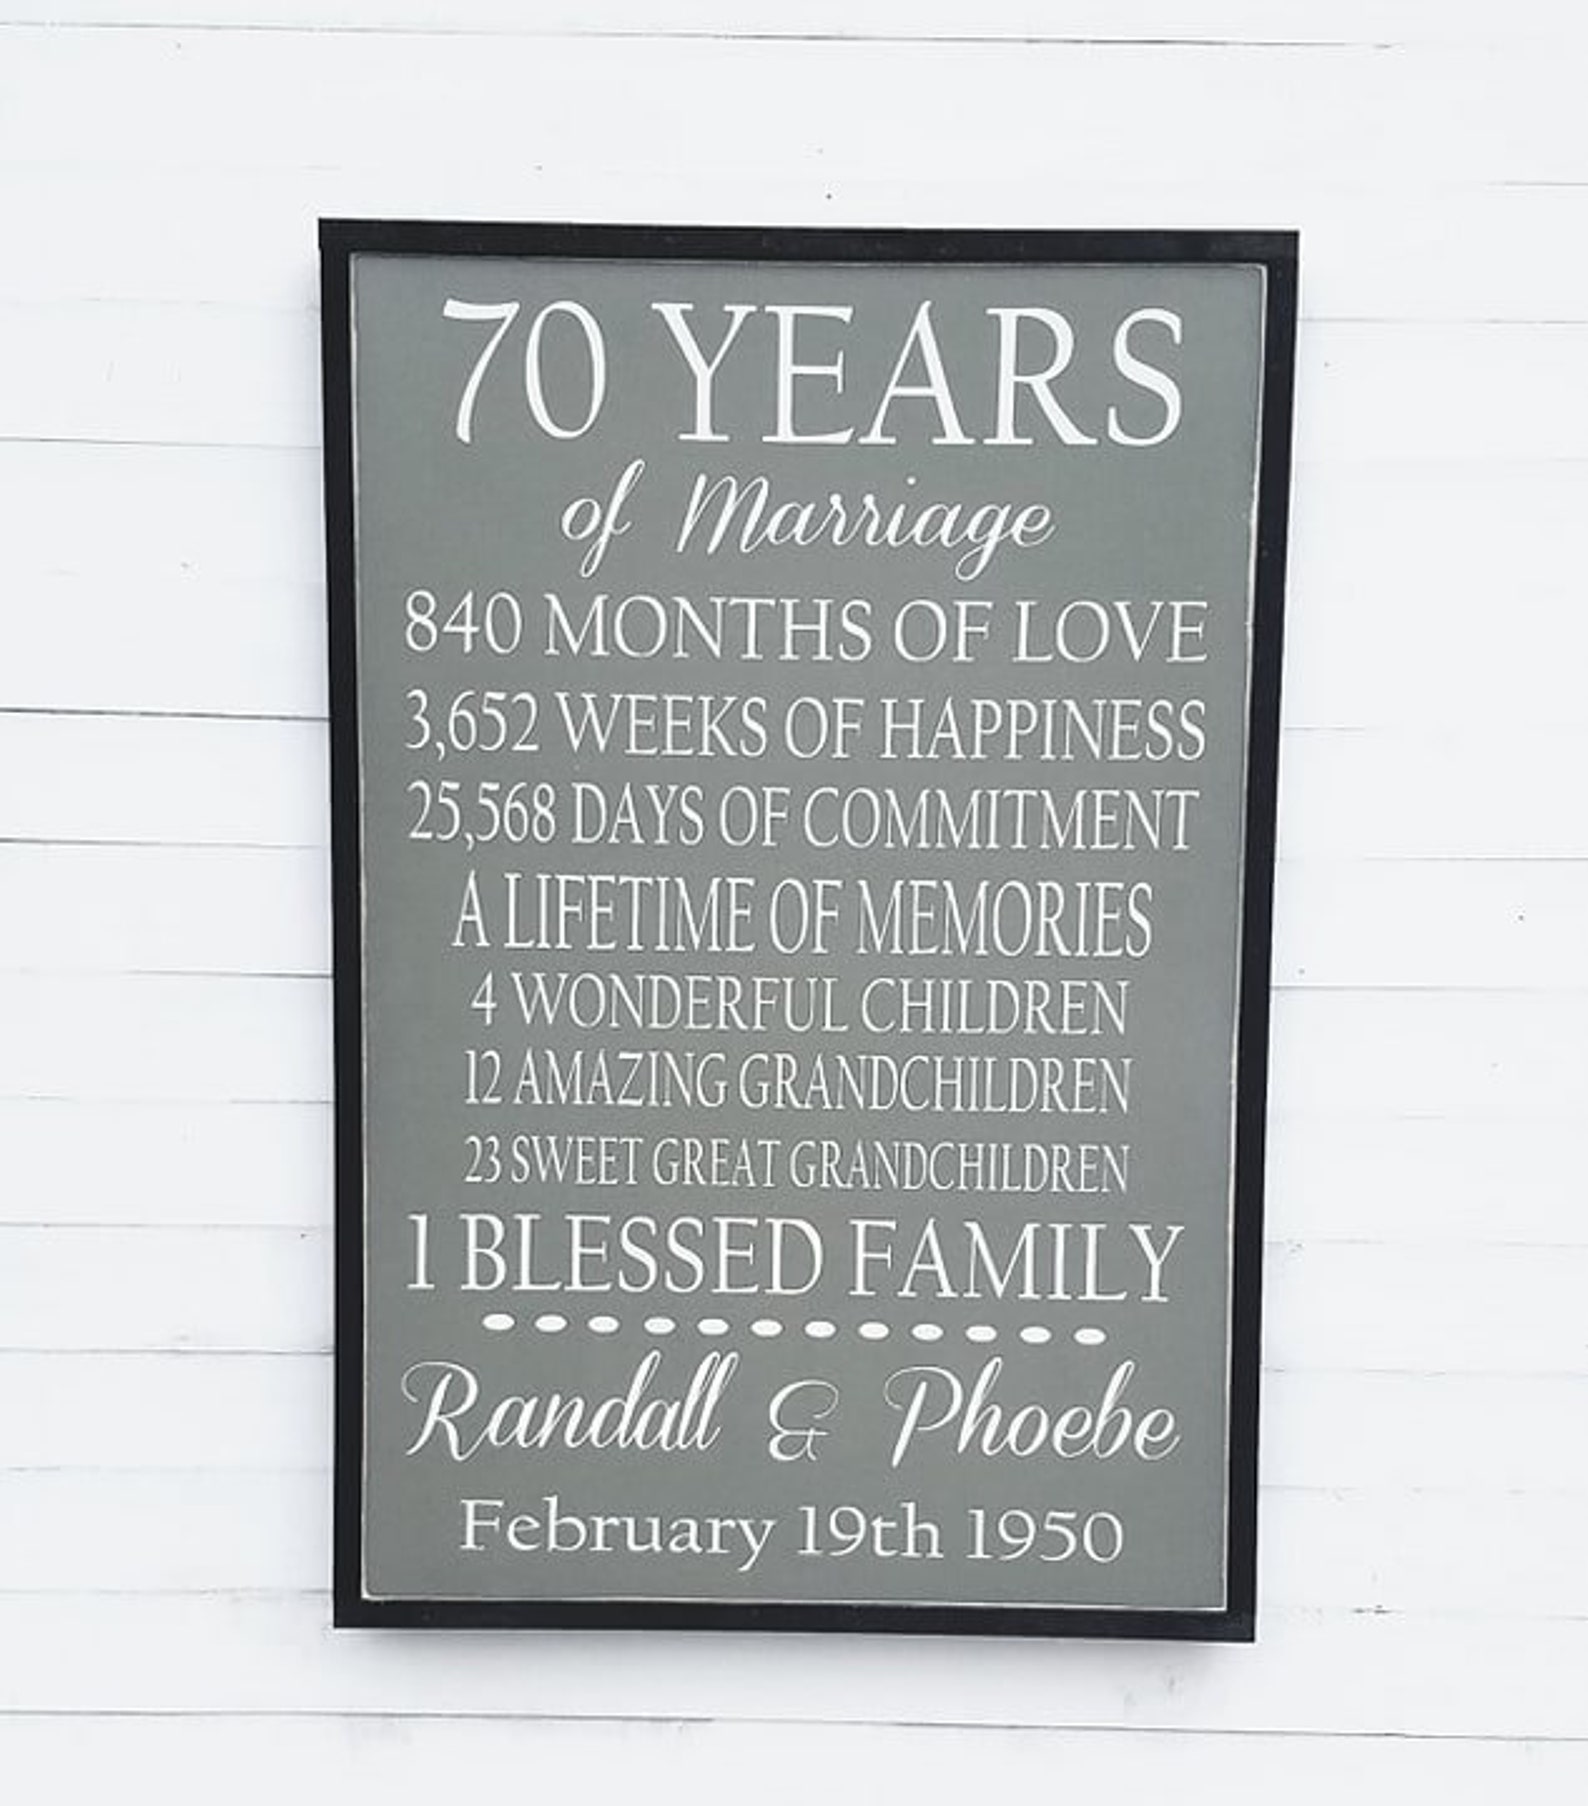 70 YEARS
of Marriage
840 MONTHS OF LOVE
3,652 WEEKS OF HAPPINESS
25,568 DAYS OF COMMITMENT
A LIFETIME OF MEMORIES
4 WONDERFUL CHILDREN
12 AMAZING GRANDCHILDREN
23 SWEET GREAT GRANDCHILDREN
1 BLESSED FAMILY
Randall & Phoebe
February 19th 1950